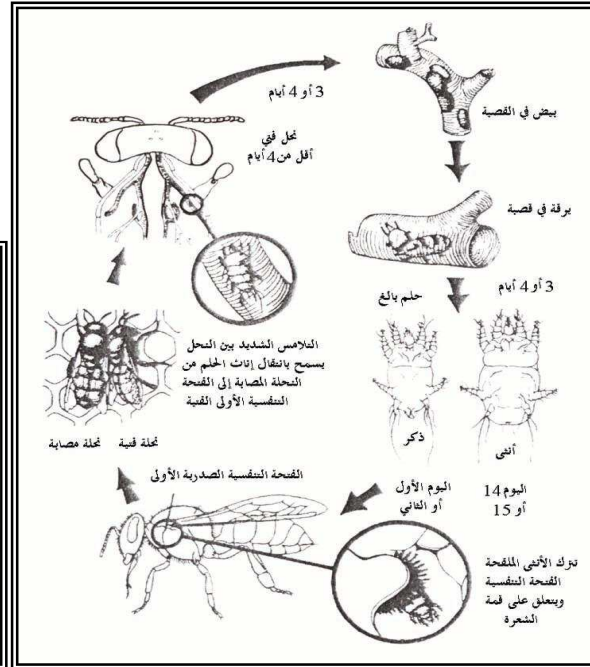 3 أو 4 أيام
بيض في القصبة
نحل فتي
أقل من 4 أيام
يرقة في قصبة
3 أو 4 أيام
حلم بالغ
التلامس الشديد بين النحل
يسمح بانتقال إناث الحلم من
النحلة المصابة إلى الفتحة
التنفسية الأولى الفتية
ذكر
أنثى
نحلة فتية
نحلة مصابة
الفتحة التنفسية الصدرية الأولى
اليوم الأول
أو الثاني
اليوم 14
أو 15
تترك الأنثى الملقحة
الفتحة التنفسية
ويتعلق على قمة
الشعرة